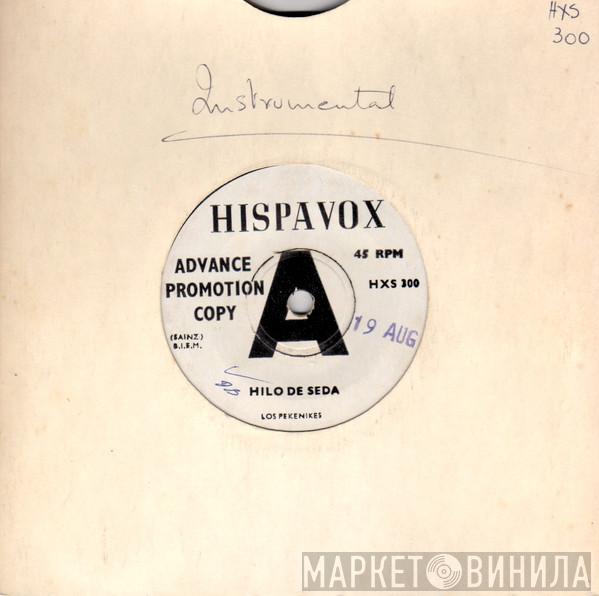 HXS
300
Instrumental
HISPAVOX
ADVANCE
PROMOTION
COPY
45 RPM
HXS 300
A
19 AUG
(SAINZ)
B.I.E.M.
HILO DE SEDA
LOS PEKENIKES
МАРКЕТ ВИНИЛА